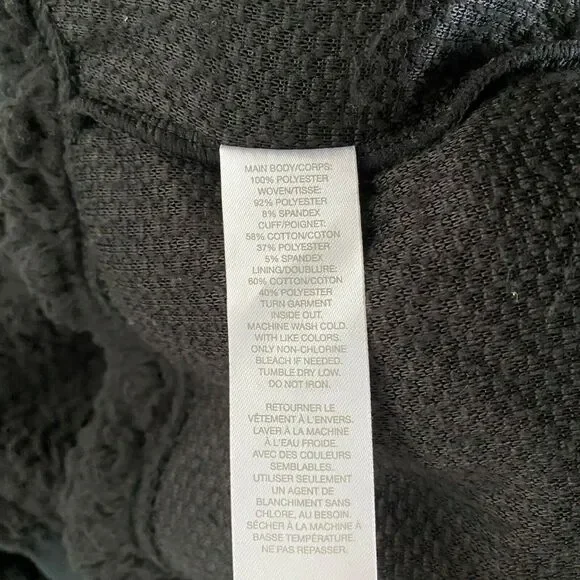 MAIN BODY/CORPS:
100% POLYESTER
WOVEN/TISSE:
92% POLYESTER
8% SPANDEX
CUFF/POIGNET:
58% COTTON/COTON
37% POLYESTER
5% SPANDEX
LINING/DOUBLURE:
60% COTTON/COTON
40% POLYESTER
TURN GARMENT
INSIDE OUT.
MACHINE WASH COLD.
WITH LIKE COLORS.
ONLY NON-CHLORINE
BLEACH IF NEEDED.
TUMBLE DRY LOW.
DO NOT IRON.
RETOURNER LE
VÊTEMENT À L'ENVERS.
LAVER À LA MACHINE
À L'EAU FROIDE.
AVEC DES COULEURS
SEMBLABLES.
UTILISER SEULEMENT
UN AGENT DE
BLANCHIMENT SANS
CHLORE, AU BESOIN.
SÉCHER À LA MACHINE À
BASSE TEMPÉRATURE.
NE PAS REPASSER.